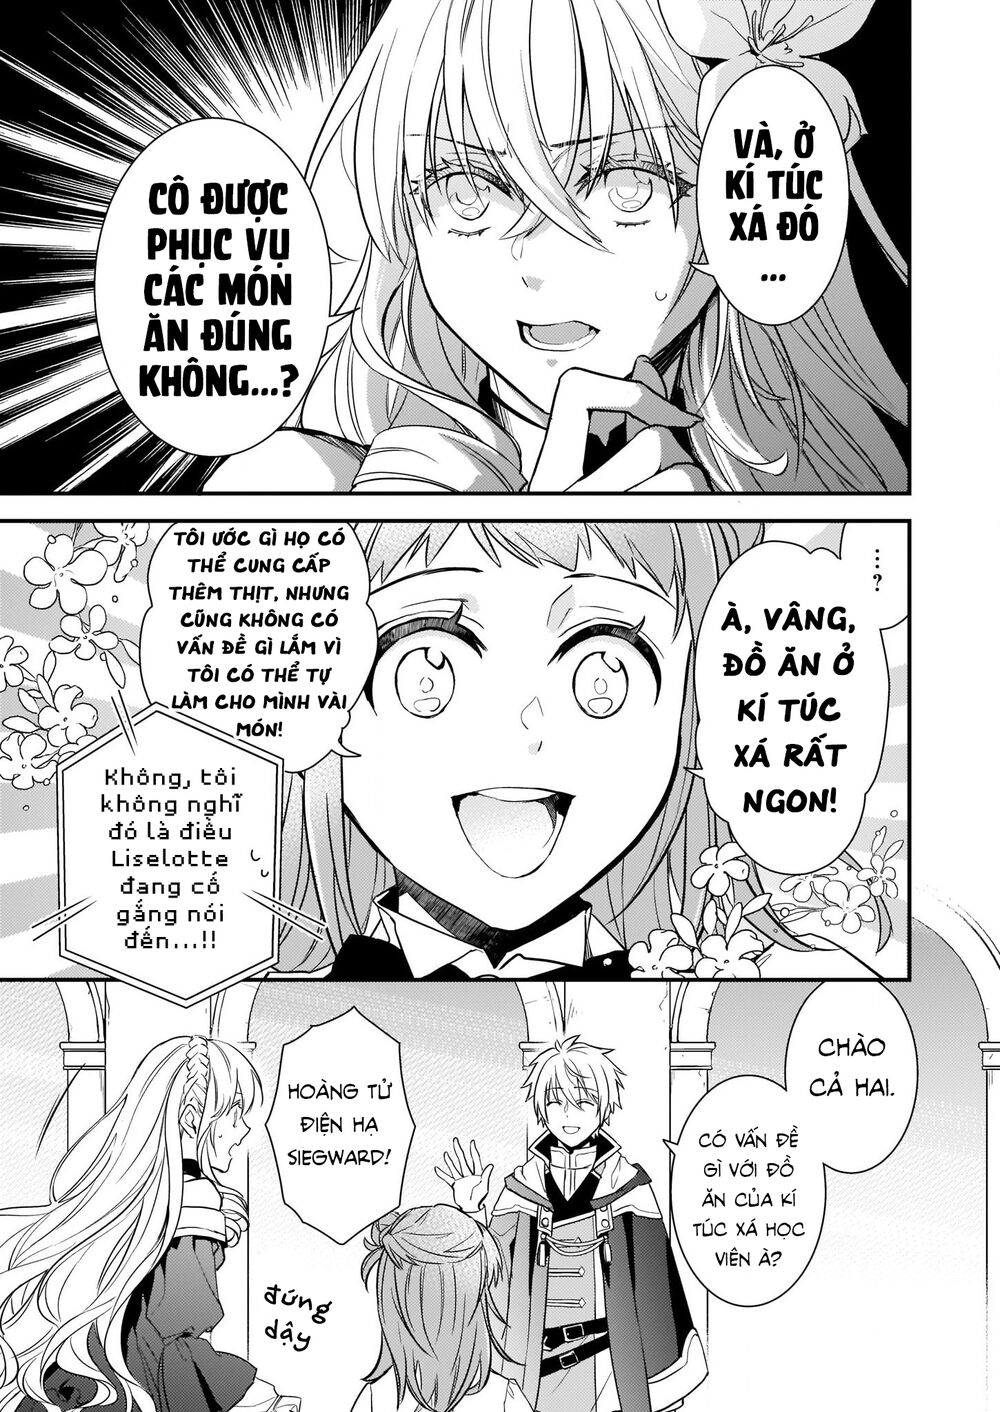 VÀ, Ở
KÍ TÚC
XÁ ĐÓ
...
CÔ ĐƯỢC
PHỤC VỤ
CÁC MÓN
ĂN ĐÚNG
KHÔNG...?
...?
À, VÂNG,
ĐỒ ĂN Ở
KÍ TÚC
XÁ RẤT
NGON!
TÔI ƯỚC GÌ HỌ CÓ
THỂ CUNG CẤP
THÊM THỊT, NHƯNG
CŨNG KHÔNG CÓ
VẤN ĐỀ GÌ LẮM VÌ
TÔI CÓ THỂ TỰ
LÀM CHO MÌNH VÀI
MÓN!
Không, tôi
không nghĩ
đó là điều
Liselotte
đang cố
gắng nói
đến...!!
CHÀO
CẢ HAI.
CÓ VẤN ĐỀ
GÌ VỚI ĐỒ
ĂN CỦA KÍ
TÚC XÁ HỌC
VIÊN À?
HOÀNG TỬ
ĐIỆN HẠ
SIEGWARD!
đứng
dậy